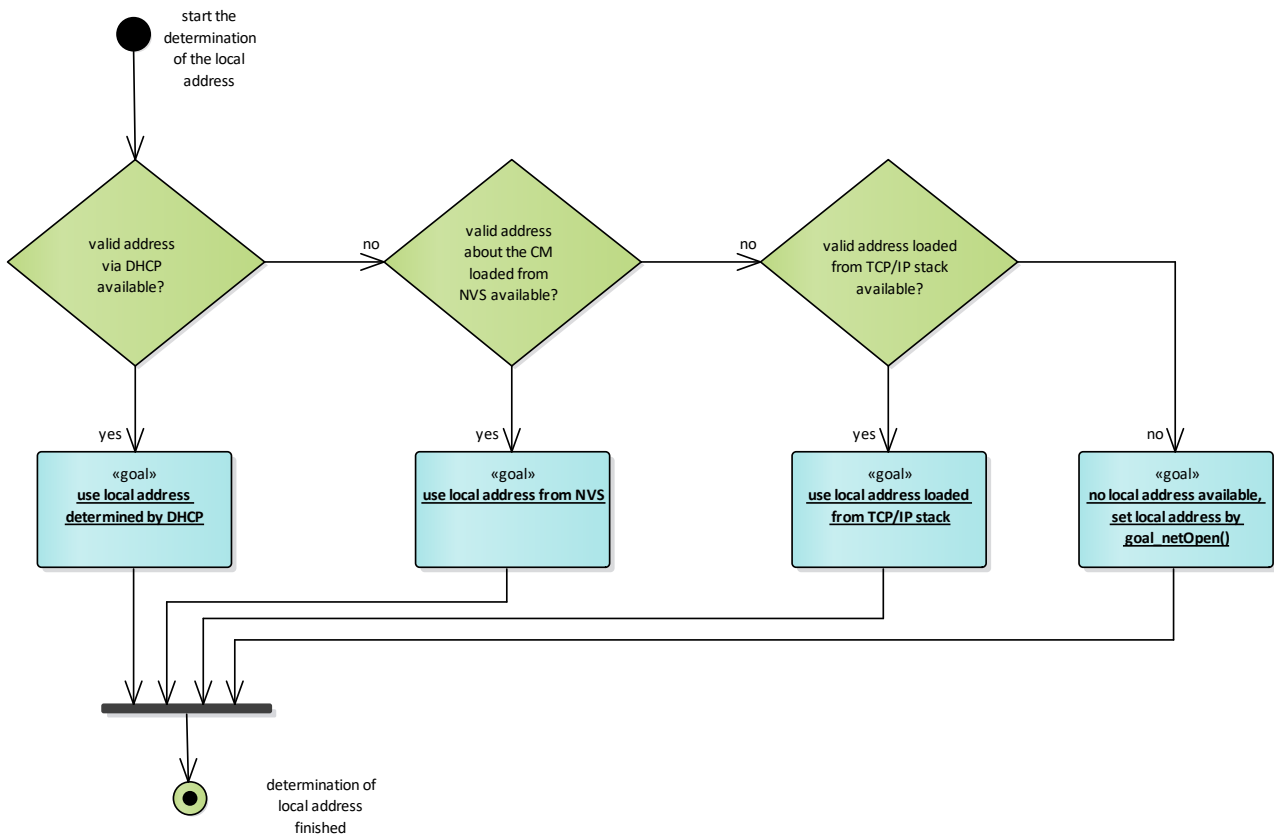 start the
determination
of the local
address
valid address
via DHCP
available?
no
valid address
about the CM
loaded from
NVS available?
no
valid address loaded
from TCP/IP stack
available?
yes
yes
yes
no
«goal»
use local address
determined by DHCP
«goal»
use local address from NVS
«goal»
use local address loaded
from TCP/IP stack
«goal»
no local address available,
set local address by
goal_netOpen()
determination of
local address
finished